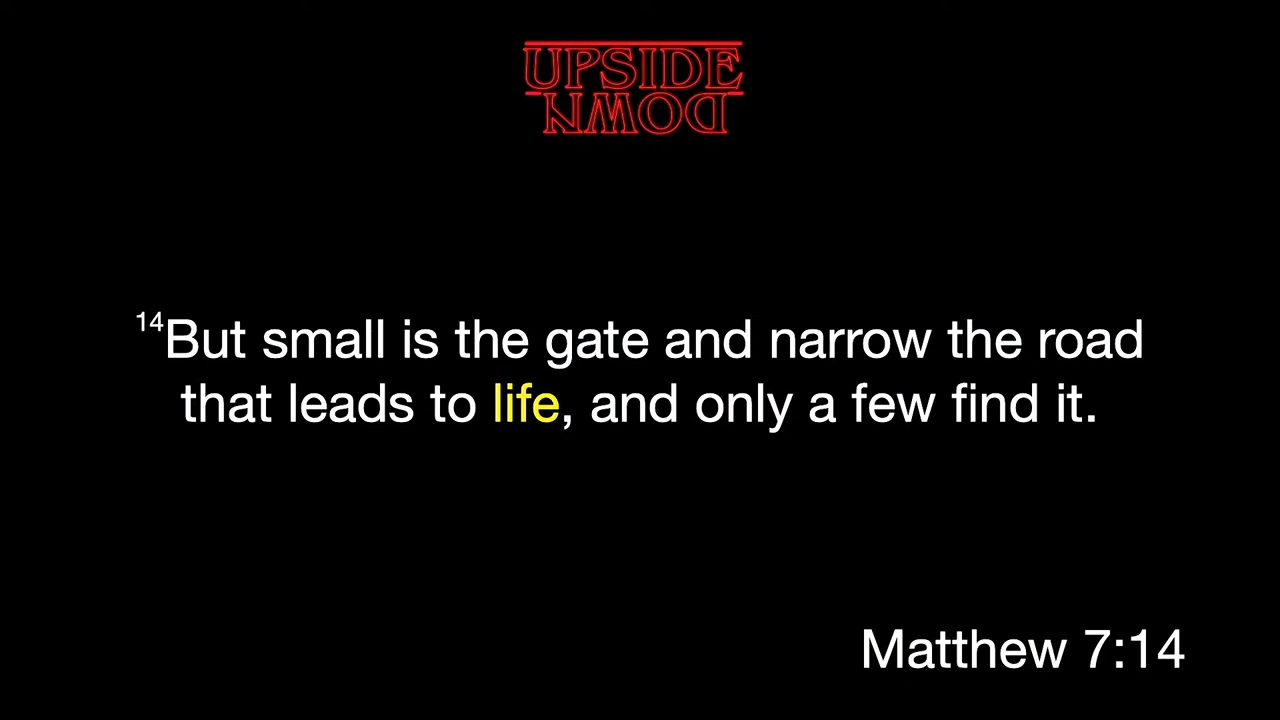 UPSIDE
DOWN
¹⁴But small is the gate and narrow the road
that leads to life, and only a few find it.
Matthew 7:14